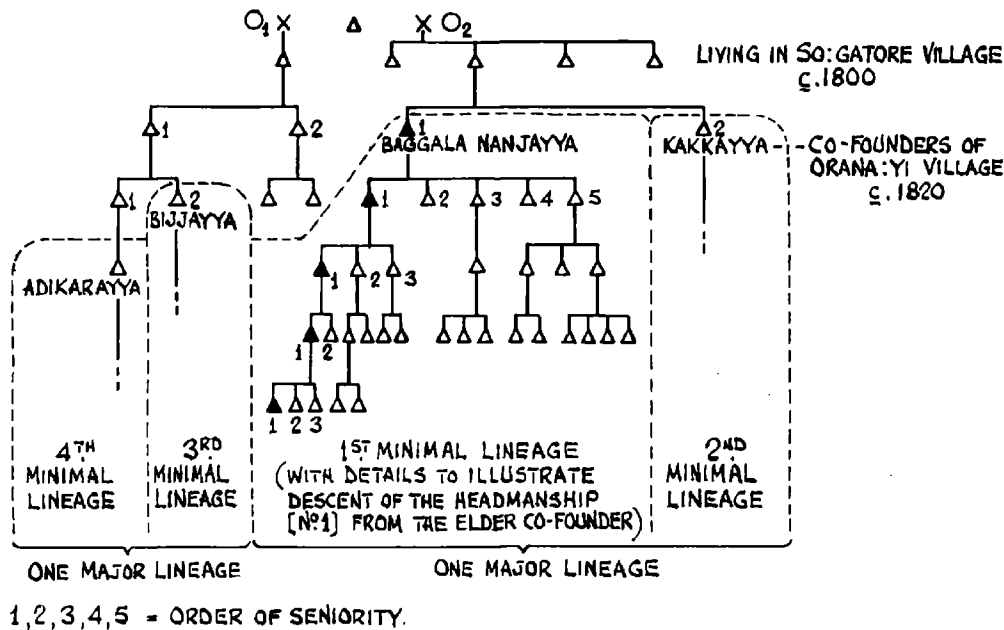 O1 X Δ X O2
LIVING IN SO:GATORE VILLAGE
c.1800
1 2 1 2
BAGGALA NANJAYYA
KAKKAYYA
CO-FOUNDERS OF
ORANA:YI VILLAGE
c.1820
1 2 1 2 3 4 5
BIJJAYYA
ADIKARAYYA
1 2 3
1 2
1 2 3
4TH
MINIMAL
LINEAGE
3RD
MINIMAL
LINEAGE
1ST MINIMAL LINEAGE
(WITH DETAILS TO ILLUSTRATE
DESCENT OF THE HEADMANSHIP
[No1] FROM THE ELDER CO-FOUNDER)
2ND
MINIMAL
LINEAGE
ONE MAJOR LINEAGE
ONE MAJOR LINEAGE
1,2,3,4,5 = ORDER OF SENIORITY.